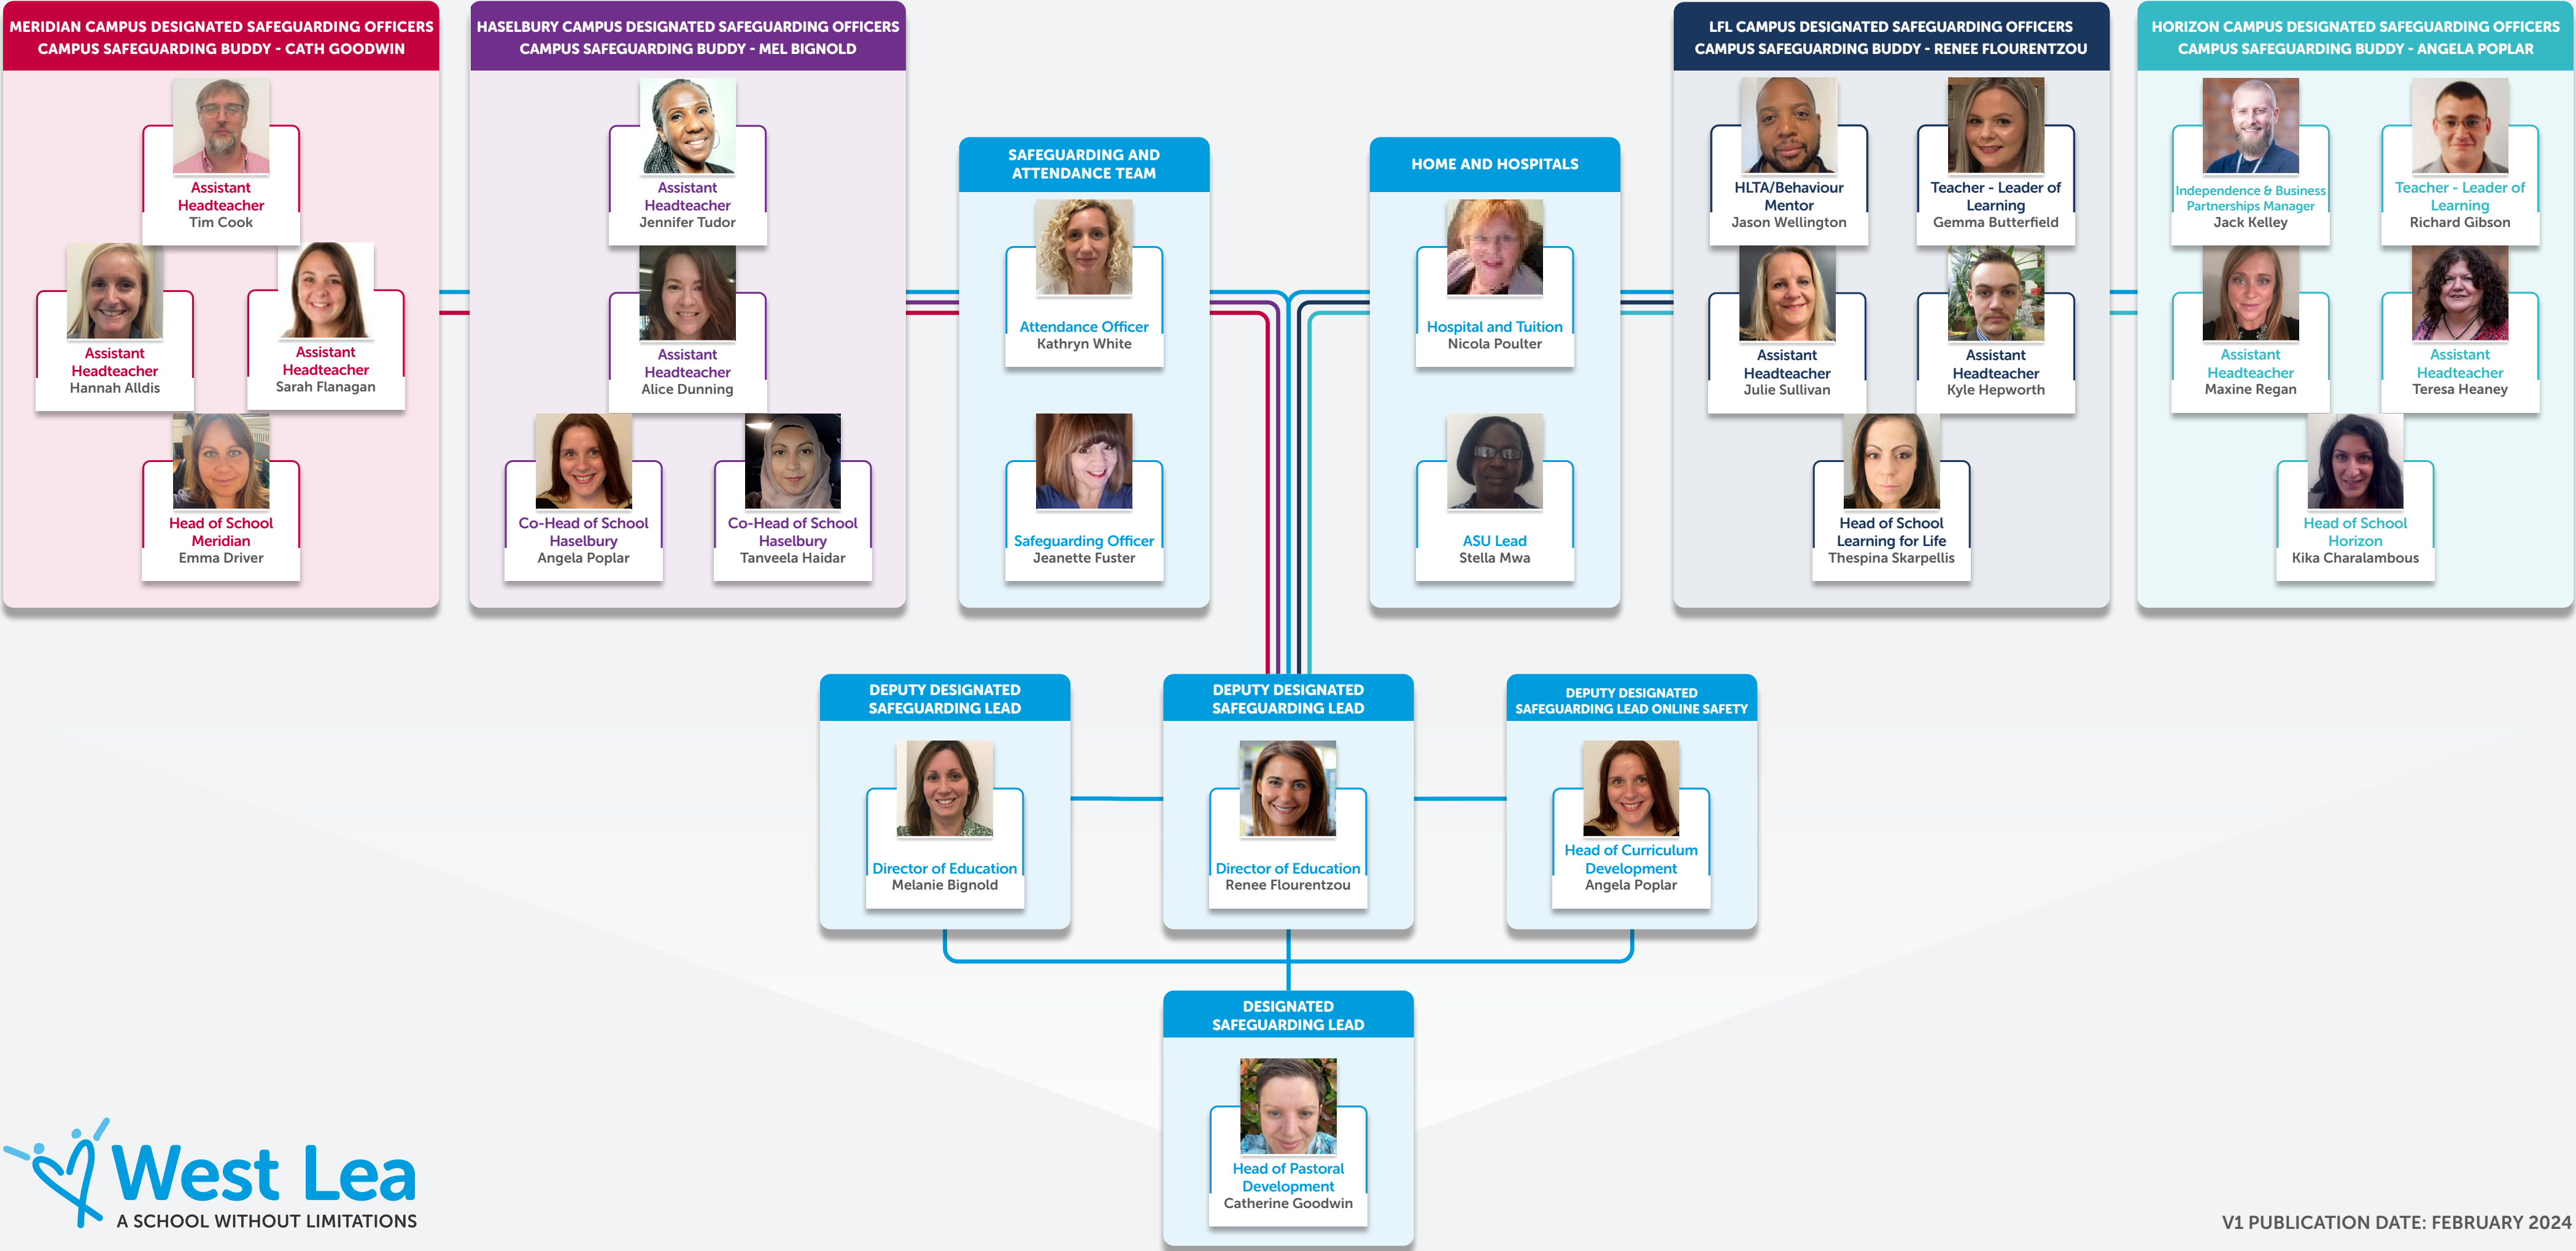 MERIDIAN CAMPUS DESIGNATED SAFEGUARDING OFFICERS
CAMPUS SAFEGUARDING BUDDY - CATH GOODWIN
Assistant
Headteacher
Tim Cook
Assistant
Headteacher
Hannah Alldis
Assistant
Headteacher
Sarah Flanagan
Head of School
Meridian
Emma Driver
HASELBURY CAMPUS DESIGNATED SAFEGUARDING OFFICERS
CAMPUS SAFEGUARDING BUDDY - MEL BIGNOLD
Assistant
Headteacher
Jennifer Tudor
Assistant
Headteacher
Alice Dunning
Co-Head of School
Haselbury
Angela Poplar
Co-Head of School
Haselbury
Tanveela Haidar
SAFEGUARDING AND
ATTENDANCE TEAM
Attendance Officer
Kathryn White
Safeguarding Officer
Jeanette Fuster
HOME AND HOSPITALS
Hospital and Tuition
Nicola Poulter
ASU Lead
Stella Mwa
LFL CAMPUS DESIGNATED SAFEGUARDING OFFICERS
CAMPUS SAFEGUARDING BUDDY - RENEE FLOURENTZOU
HLTA/Behaviour
Mentor
Jason Wellington
Teacher - Leader of
Learning
Gemma Butterfield
Assistant
Headteacher
Julie Sullivan
Assistant
Headteacher
Kyle Hepworth
Head of School
Learning for Life
Thespina Skarpellis
HORIZON CAMPUS DESIGNATED SAFEGUARDING OFFICERS
CAMPUS SAFEGUARDING BUDDY - ANGELA POPLAR
Independence & Business
Partnerships Manager
Jack Kelley
Teacher - Leader of
Learning
Richard Gibson
Assistant
Headteacher
Maxine Regan
Assistant
Headteacher
Teresa Heaney
Head of School
Horizon
Kika Charalambous
DEPUTY DESIGNATED
SAFEGUARDING LEAD
Director of Education
Melanie Bignold
DEPUTY DESIGNATED
SAFEGUARDING LEAD
Director of Education
Renee Flourentzou
DEPUTY DESIGNATED
SAFEGUARDING LEAD ONLINE SAFETY
Head of Curriculum
Development
Angela Poplar
DESIGNATED
SAFEGUARDING LEAD
Head of Pastoral
Development
Catherine Goodwin
West Lea
A SCHOOL WITHOUT LIMITATIONS
V1 PUBLICATION DATE: FEBRUARY 2024